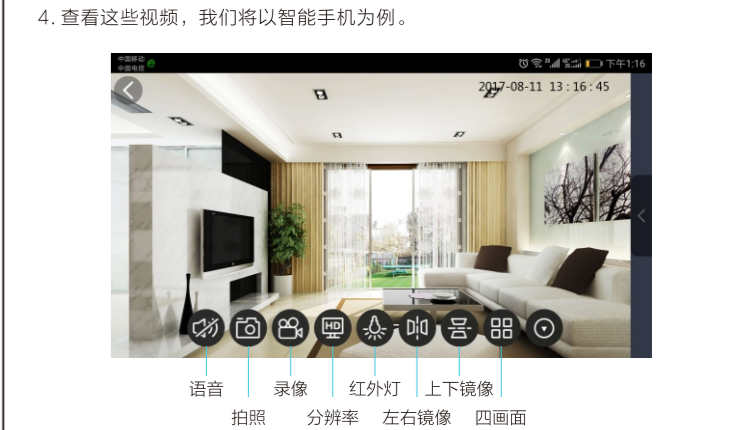 4. 查看这些视频，我们将以智能手机为例。
中国移动
中国电信
下午1:16
2017-08-11 13:16:45
HD
语音 录像 红外灯 上下镜像
拍照 分辨率 左右镜像 四画面